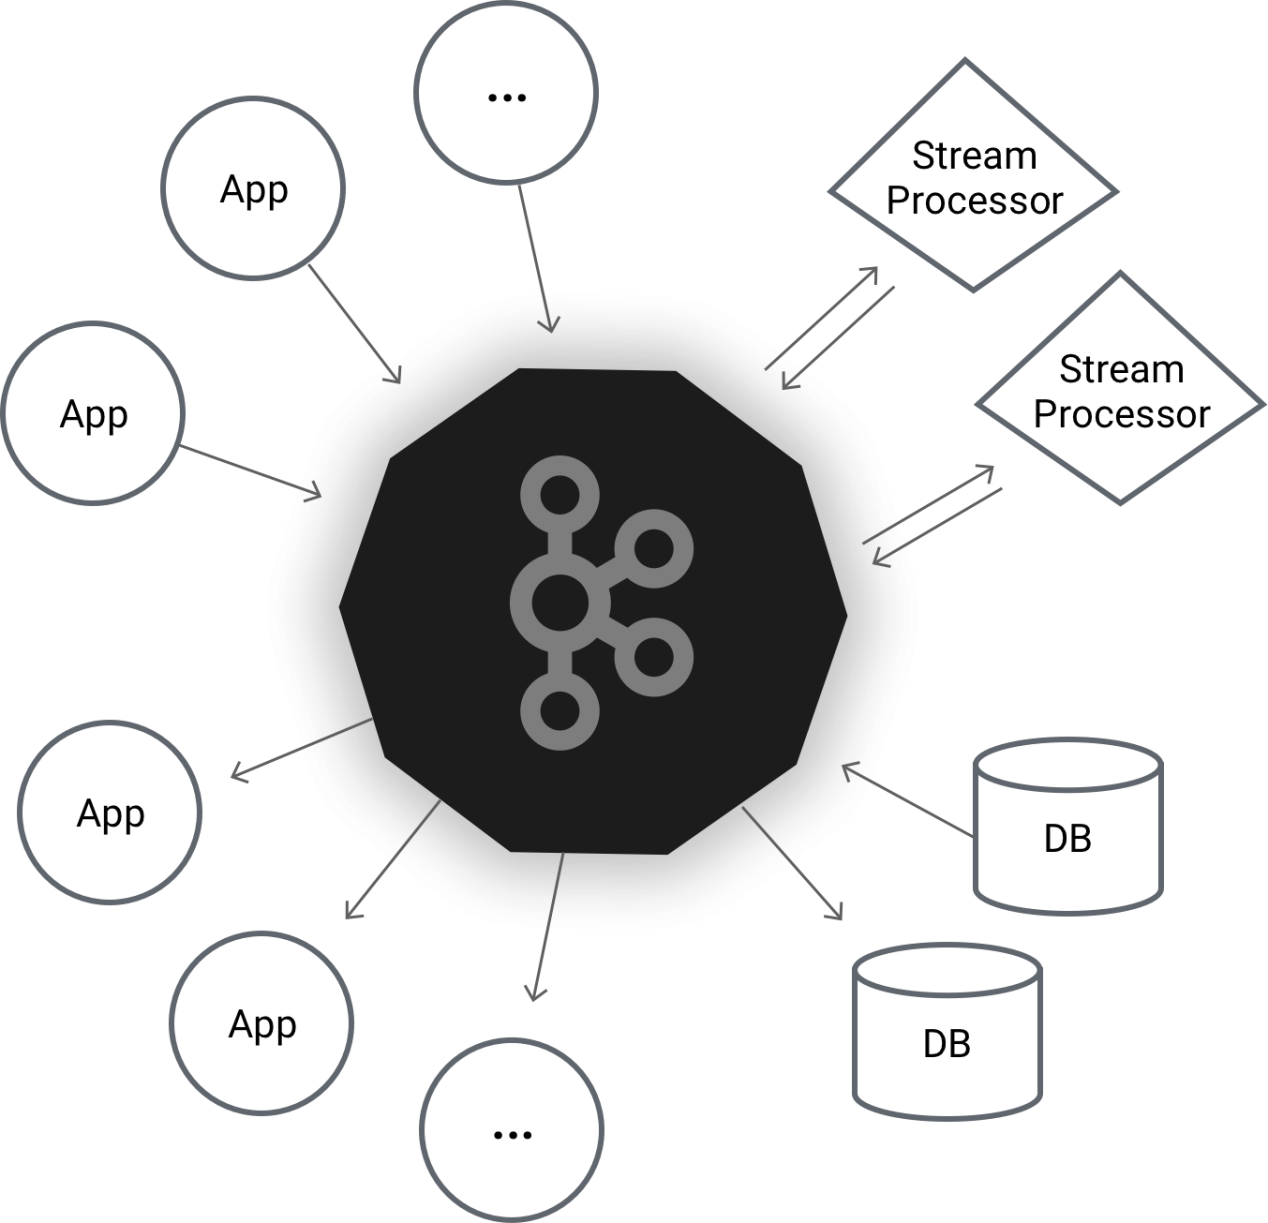 ...
App
Stream
Processor
App
Stream
Processor
App
DB
App
DB
...